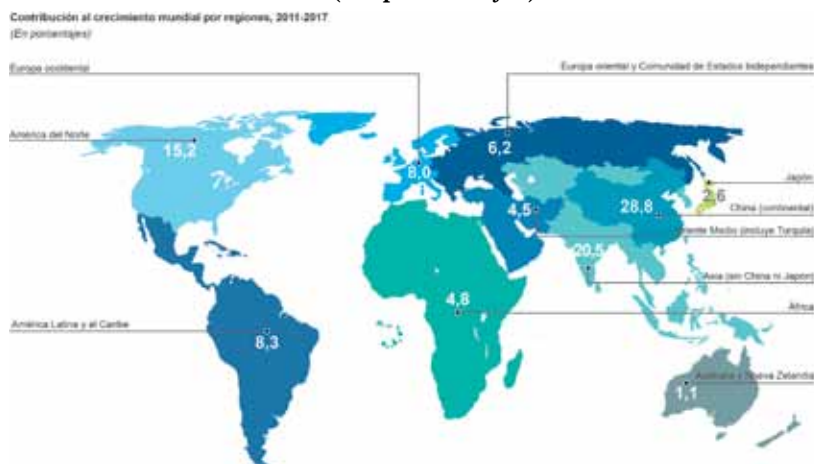 Contribución al crecimiento mundial por regiones, 2011-2017
(En porcentajes)
Europa occidental
Europa oriental y Comunidad de Estados Independientes
América del Norte
15,2
6,2
8,0
Japón
2,6
China (continental)
28,8
4,5
Oriente Medio (incluye Turquía)
20,5
Asia (sin China ni Japón)
África
4,8
América Latina y el Caribe
8,3
Australia y Nueva Zelandia
1,1